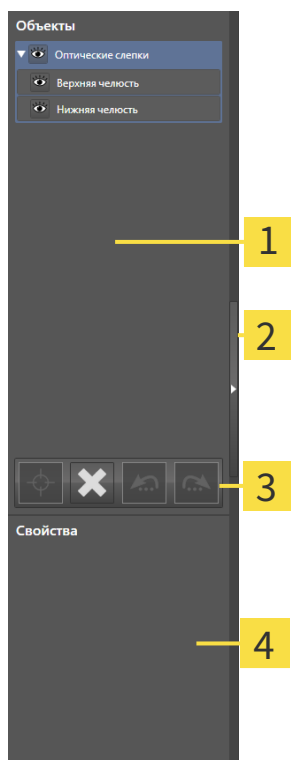 Объекты
Оптические слепки
Верхняя челюсть
Нижняя челюсть
1
2
3
Свойства
4